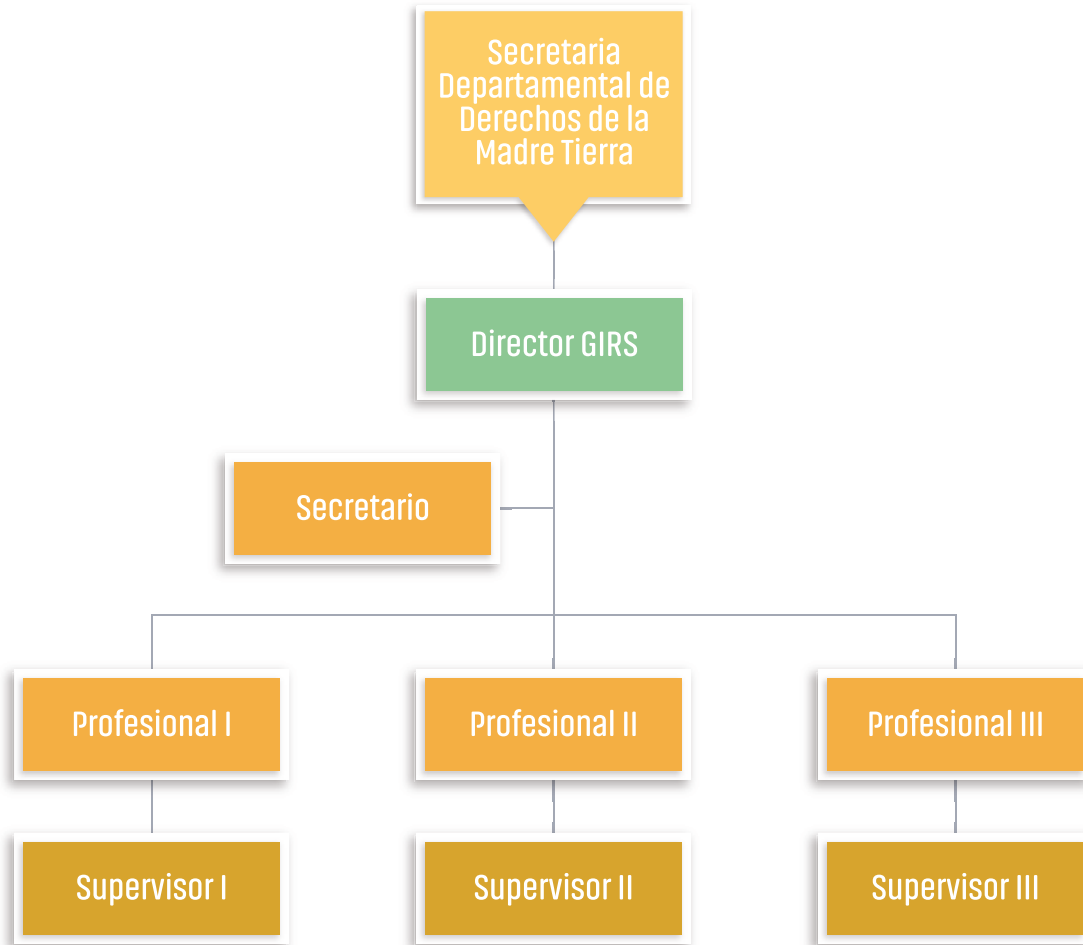 Secretaria
Departamental de
Derechos de la
Madre Tierra
Director GIRS
Secretario
Profesional I
Profesional II
Profesional III
Supervisor I
Supervisor II
Supervisor III